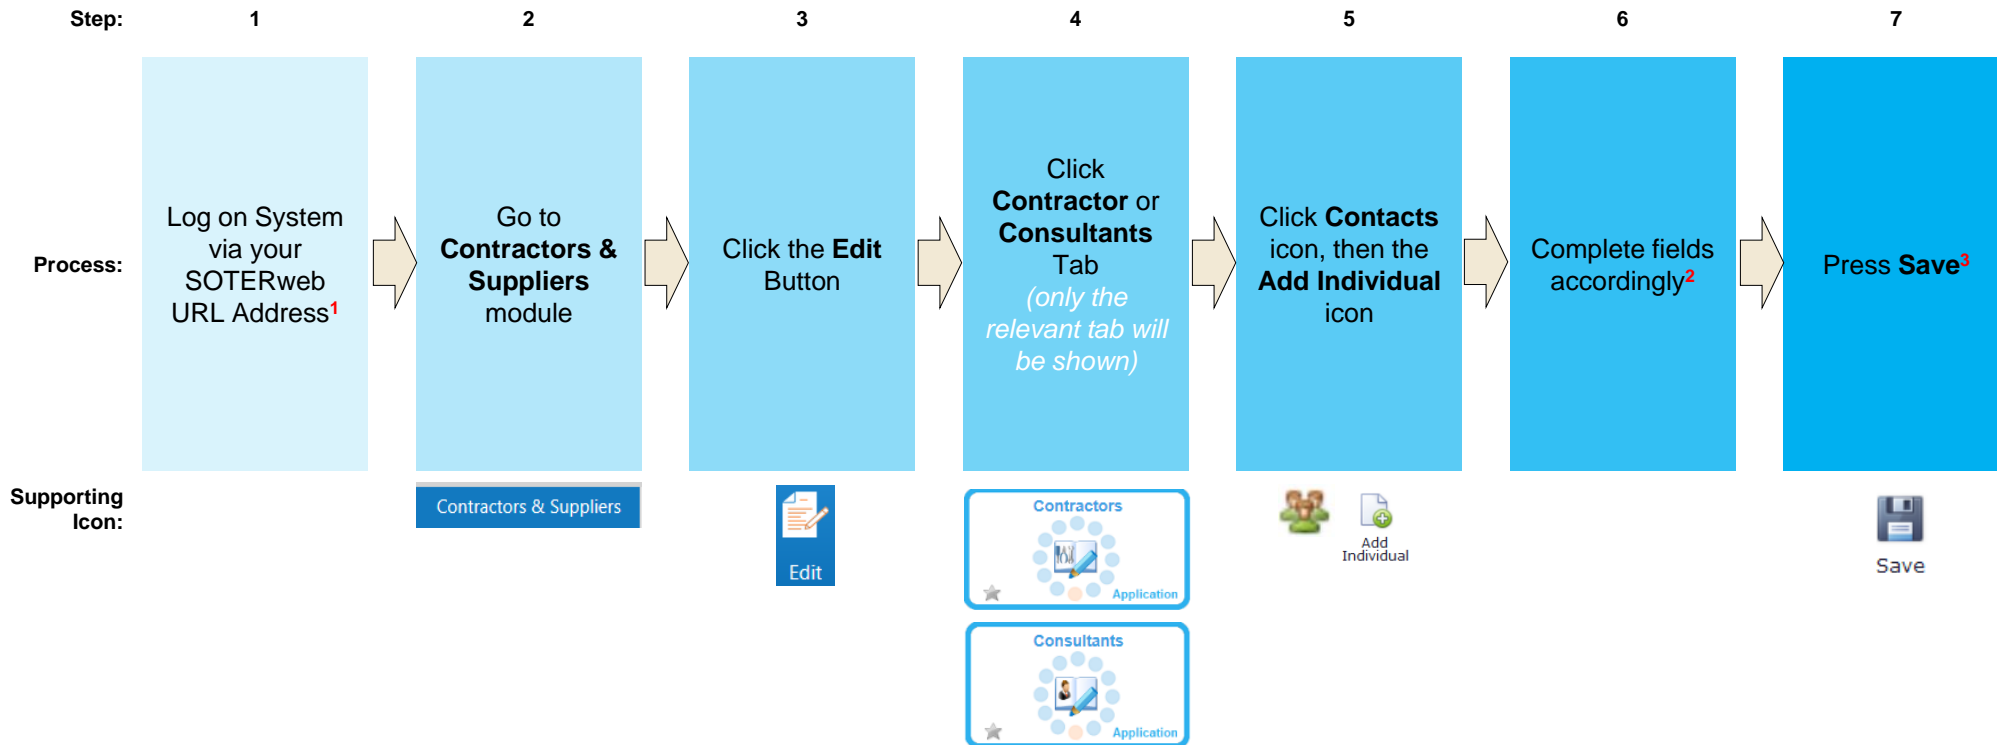 Step:
1
2
3
4
5
6
7
Process:
Log on System
via your
SOTERweb
URL Address1
Go to
Contractors &
Suppliers
module
Click the Edit
Button
Click
Contractor or
Consultants
Tab
(only the
relevant tab will
be shown)
Click Contacts
icon, then the
Add Individual
icon
Complete fields
accordingly2
Press Save3
Supporting
Icon:
Contractors & Suppliers
Edit
Contractors
Application
Consultants
Application
Add
Individual
Save